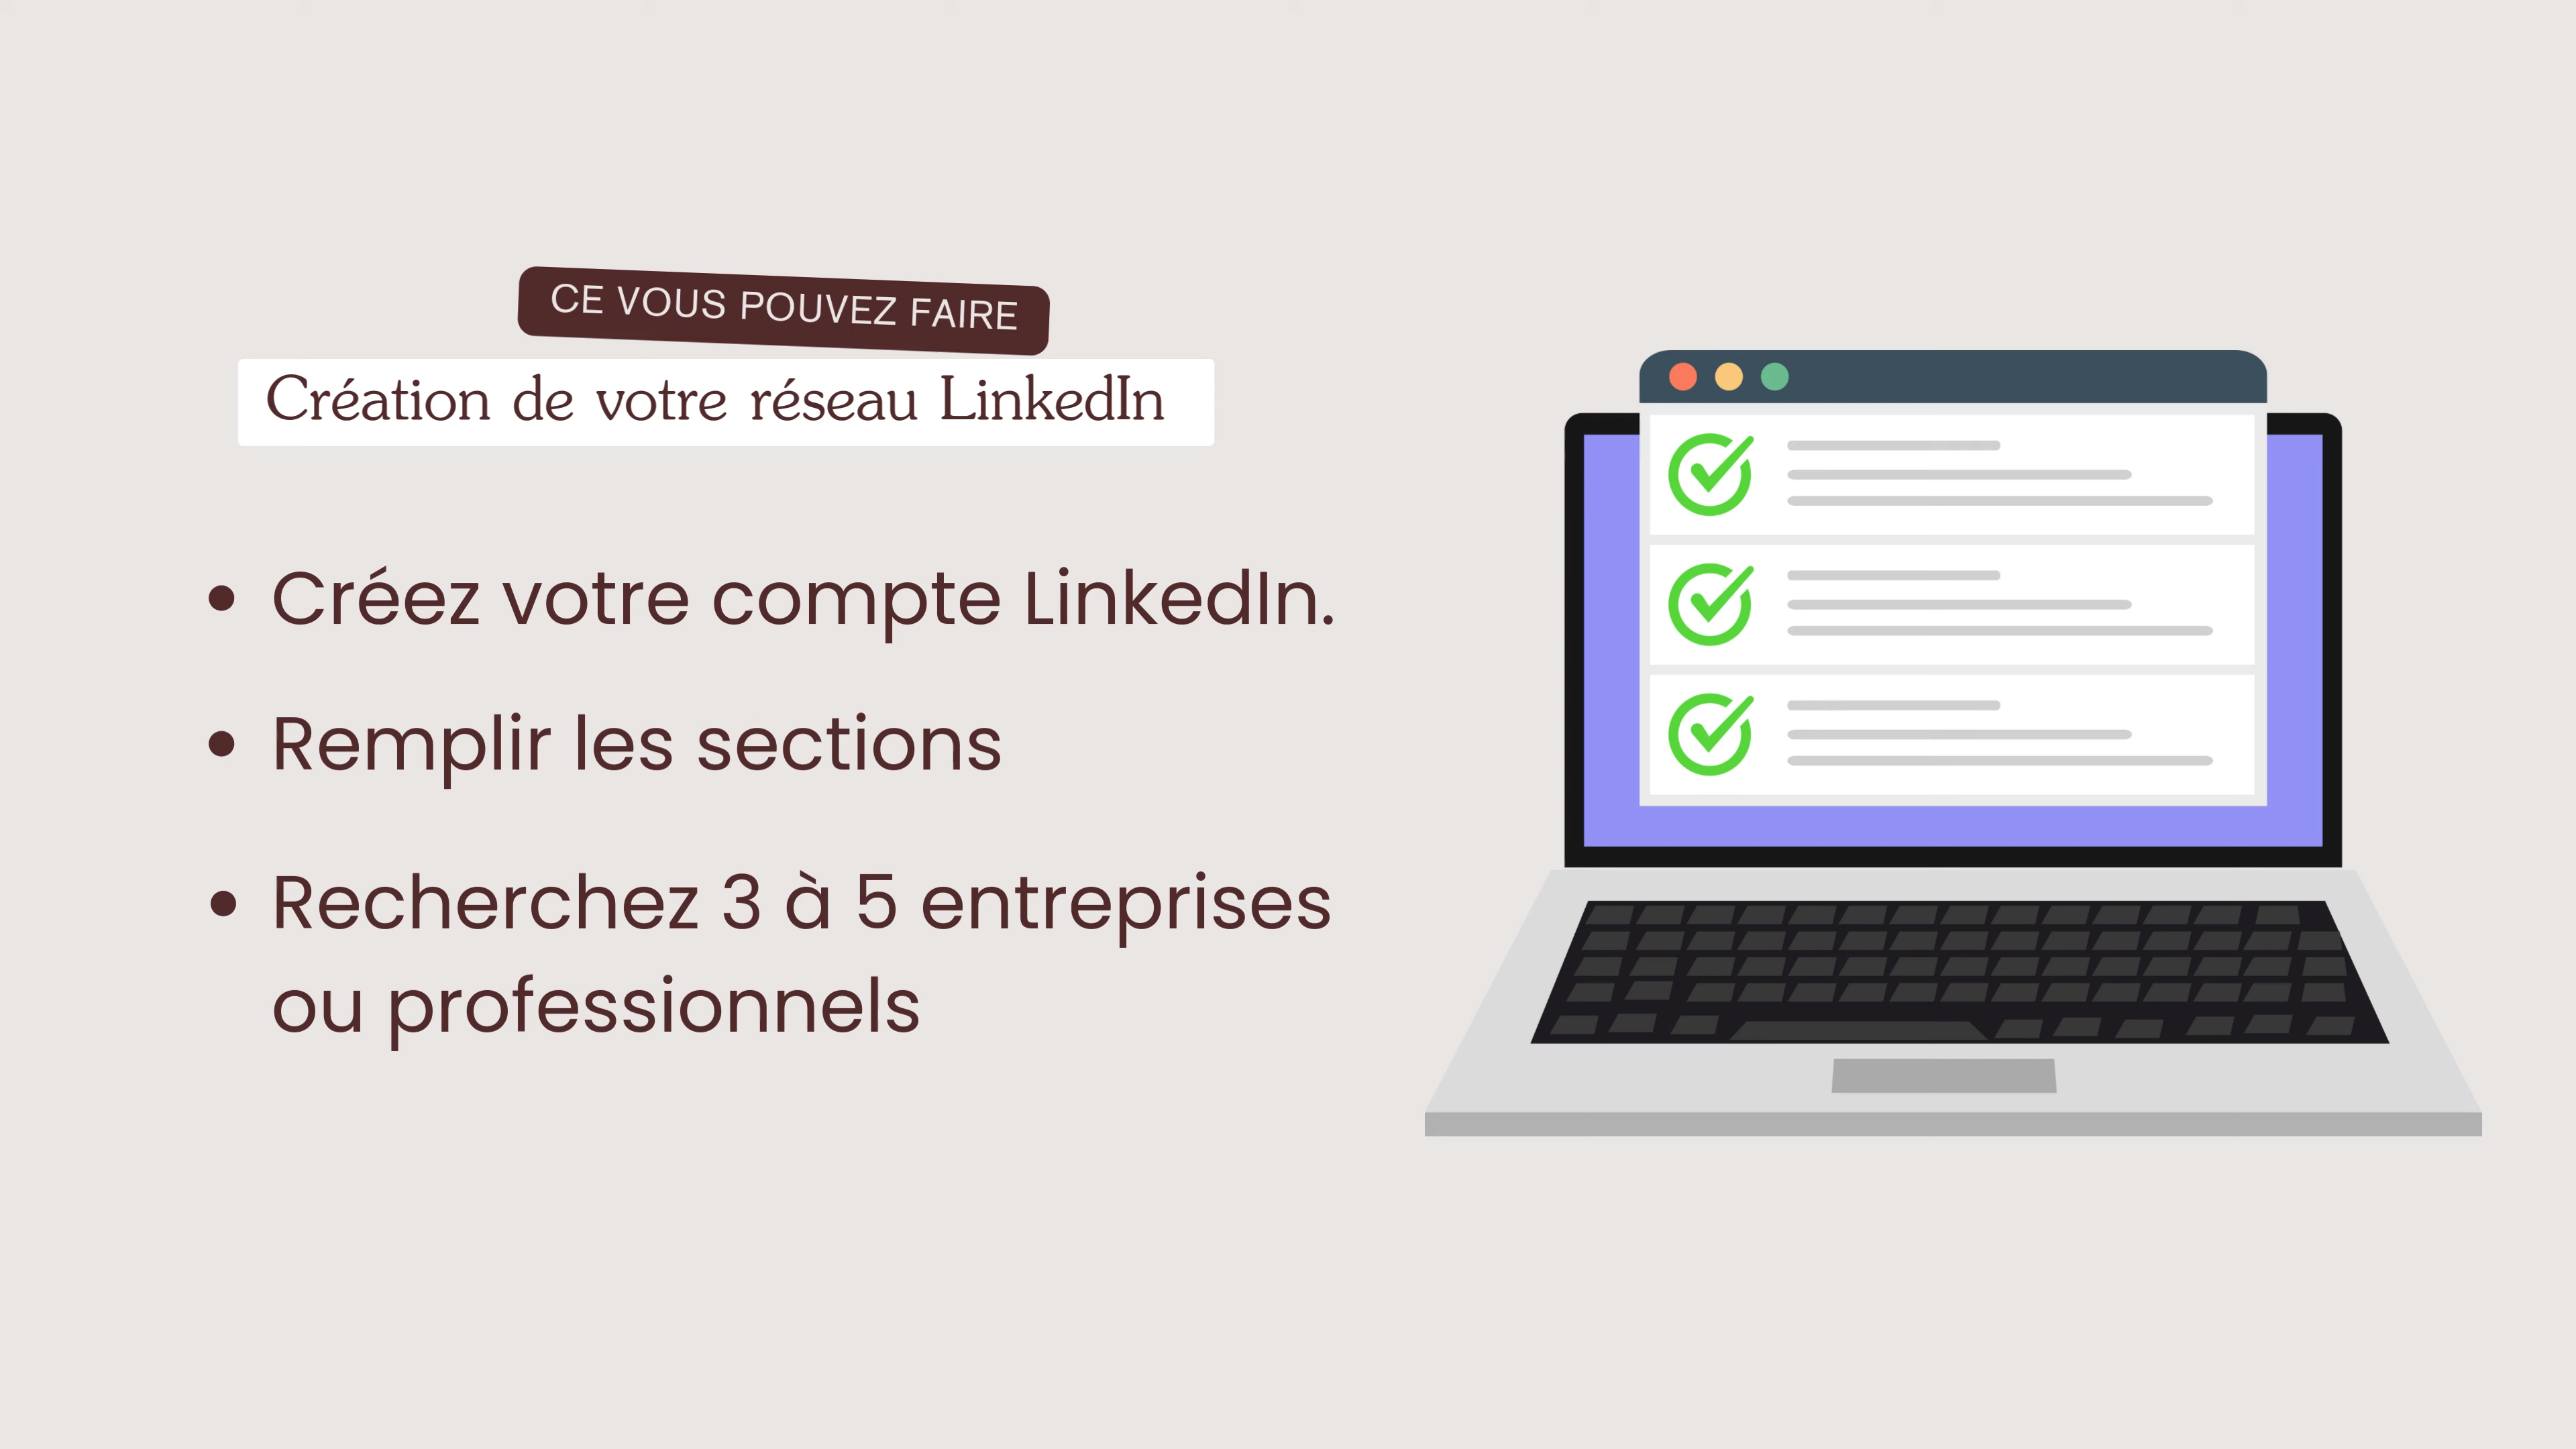 CE VOUS POUVEZ FAIRE
Création de votre réseau LinkedIn
• Créez votre compte LinkedIn.
• Remplir les sections
• Recherchez 3 à 5 entreprises
ou professionnels